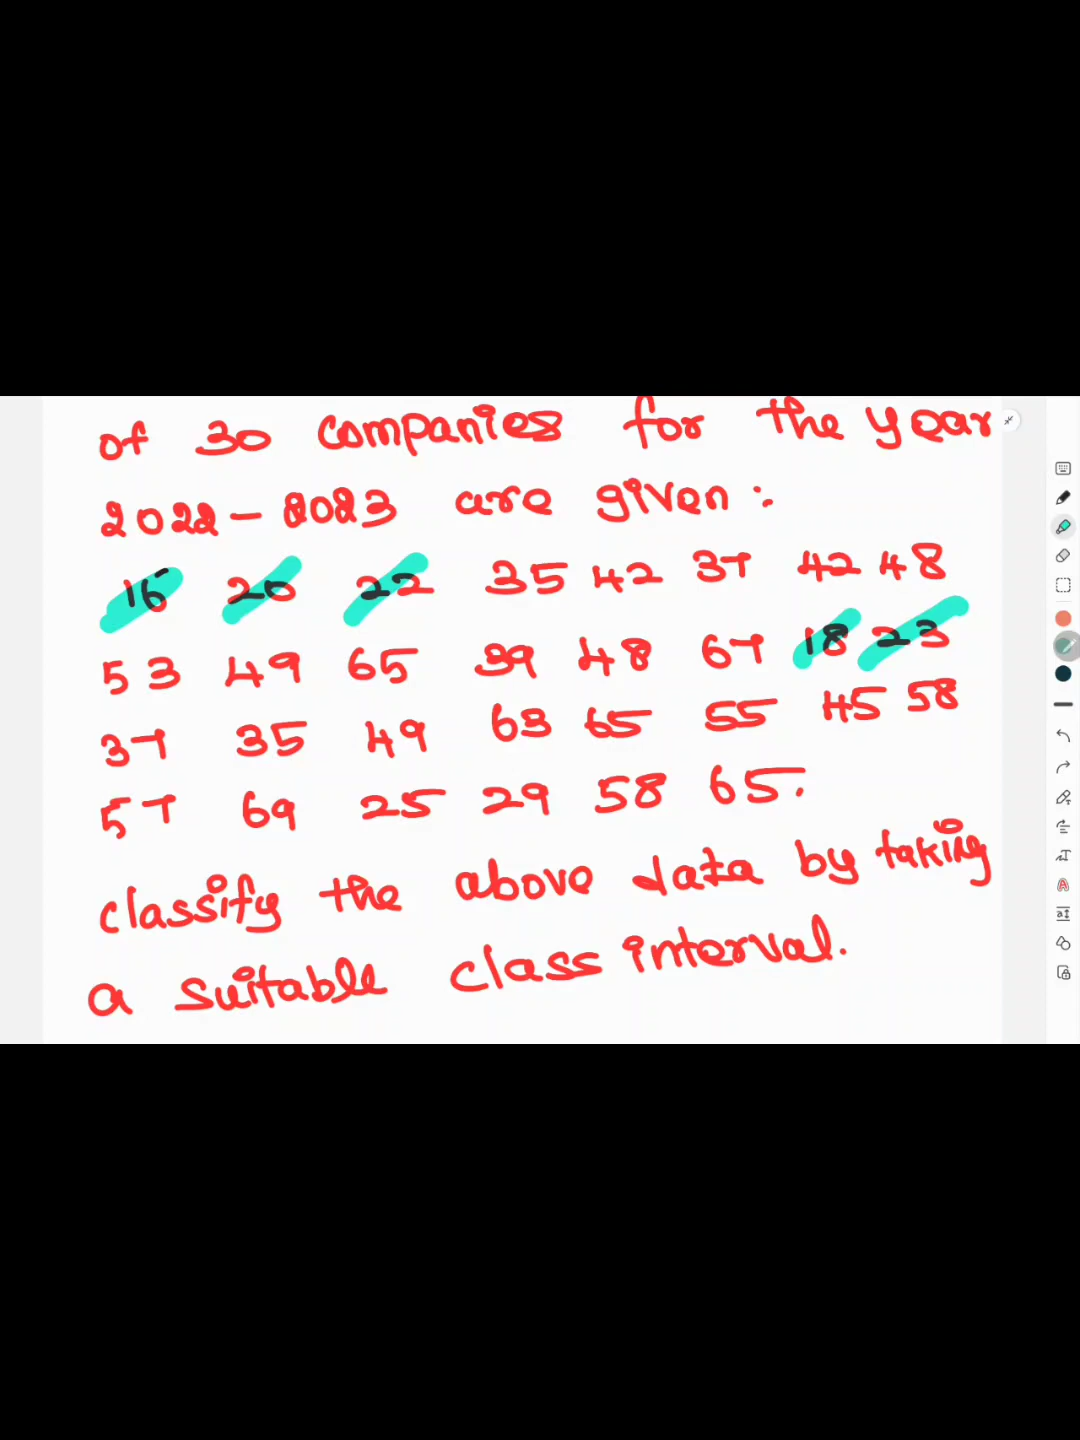 of 30 companies for the year
2022-2023 are given:
16 20 22 35 42 37 42 48
53 49 65 39 48 67 18 23
37 35 49 63 65 55 45 58
57 69 25 29 58 65.
classify the above data by taking
a suitable class interval.